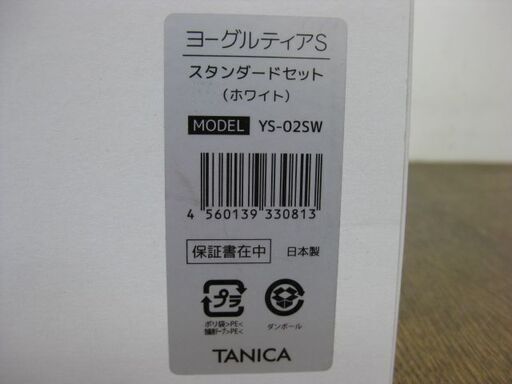 ヨーグルティアS
スタンダードセット
(ホワイト)
MODEL YS-02SW
4 560139 330813
保証書在中 日本製
プラ
ポリ袋>PE<
ダンボール
TANICA